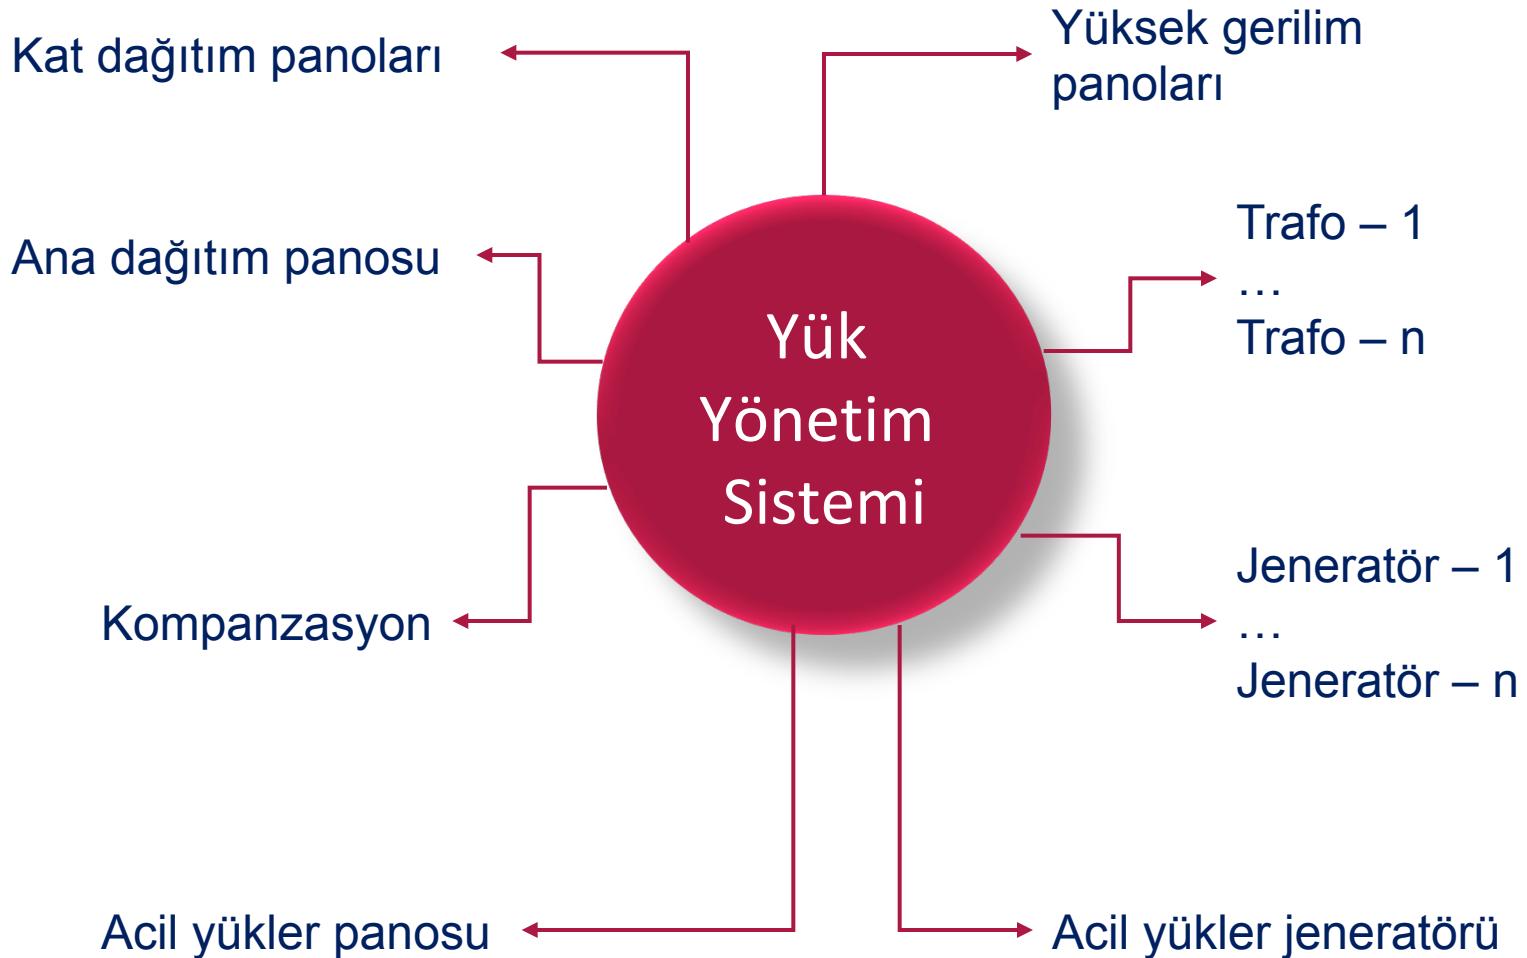 Kat dağıtım panoları
Yüksek gerilim
panoları
Ana dağıtım panosu
Trafo – 1
…
Trafo – n
Yük
Yönetim
Sistemi
Kompanzasyon
Jeneratör – 1
…
Jeneratör – n
Acil yükler panosu
Acil yükler jeneratörü